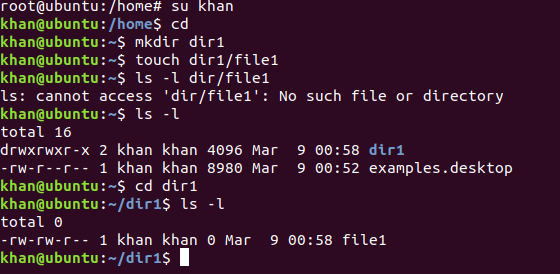 root@ubuntu:/home# su khan
khan@ubuntu:/home$ cd
khan@ubuntu:~$ mkdir dir1
khan@ubuntu:~$ touch dir1/file1
khan@ubuntu:~$ ls -l dir/file1
ls: cannot access 'dir/file1': No such file or directory
khan@ubuntu:~$ ls -l
total 16
drwxrwxr-x 2 khan khan 4096 Mar  9 00:58 dir1
-rw-r--r-- 1 khan khan 8980 Mar  9 00:52 examples.desktop
khan@ubuntu:~$ cd dir1
khan@ubuntu:~/dir1$ ls -l
total 0
-rw-rw-r-- 1 khan khan 0 Mar  9 00:58 file1
khan@ubuntu:~/dir1$